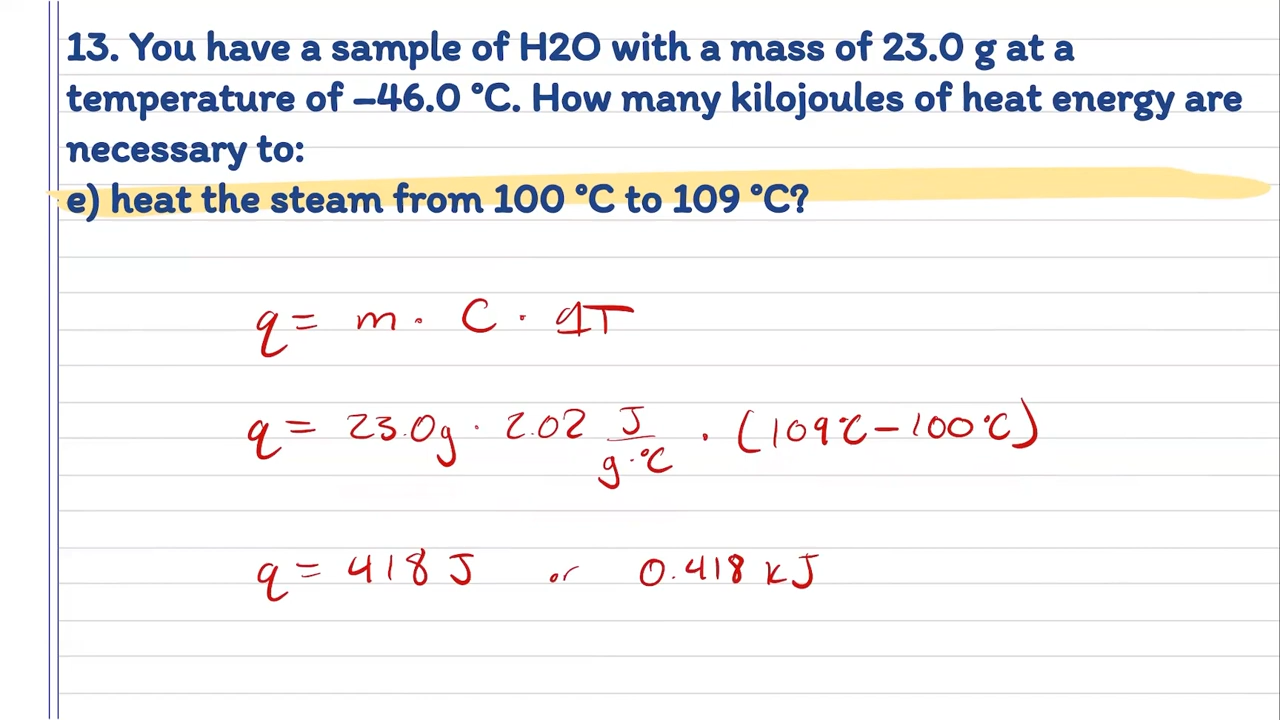 13. You have a sample of H2O with a mass of 23.0 g at a
temperature of –46.0 °C. How many kilojoules of heat energy are
necessary to:
e) heat the steam from 100 °C to 109 °C?
q = m · C · ΔT
q = 23.0g · 2.02 J/g·°C · (109°C – 100°C)
q = 418 J or 0.418 kJ